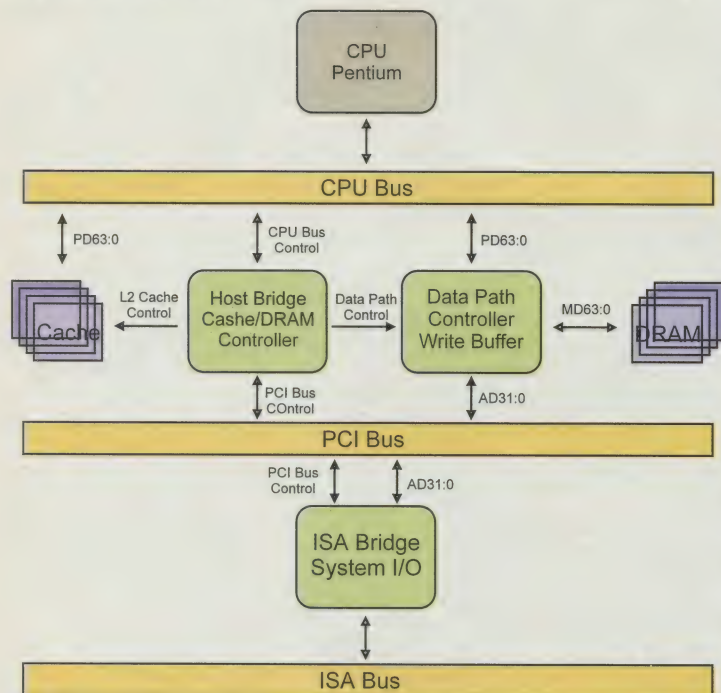 CPU
Pentium
CPU Bus
PD63:0
CPU Bus
Control
PD63:0
Cache
L2 Cache
Control
Host Bridge
Cashe/DRAM
Controller
Data Path
Control
Data Path
Controller
Write Buffer
MD63:0
DRAM
PCI Bus
COntrol
AD31:0
PCI Bus
PCI Bus
Control
AD31:0
ISA Bridge
System I/O
ISA Bus